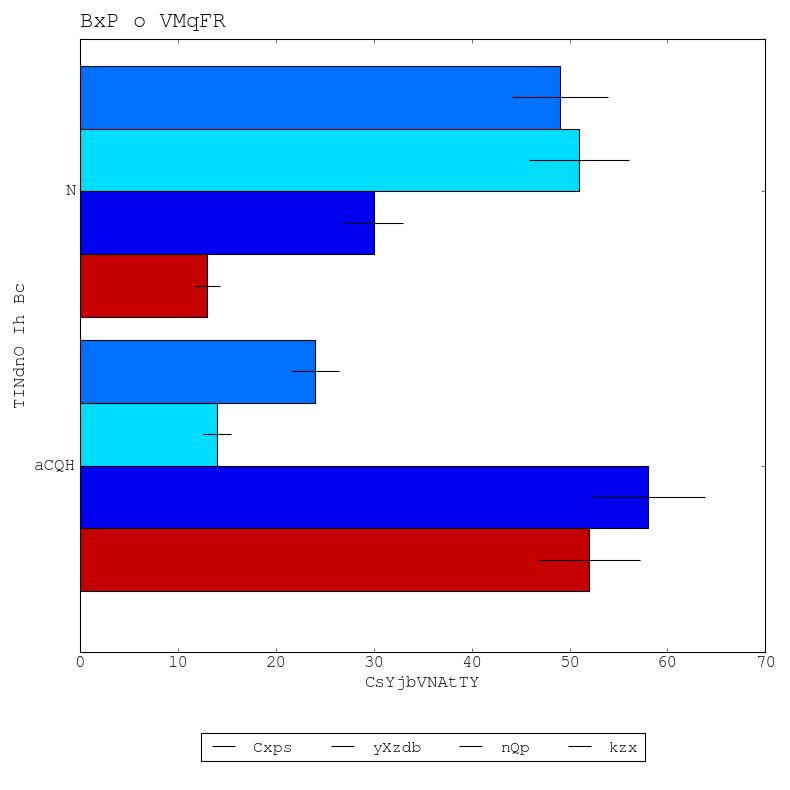 BxP o VMqFR
TINdnO Ih Bc
N
aCQH
0 10 20 30 40 50 60 70
CsYjbVNAtTY
Cxps yXzdb nQp kzx